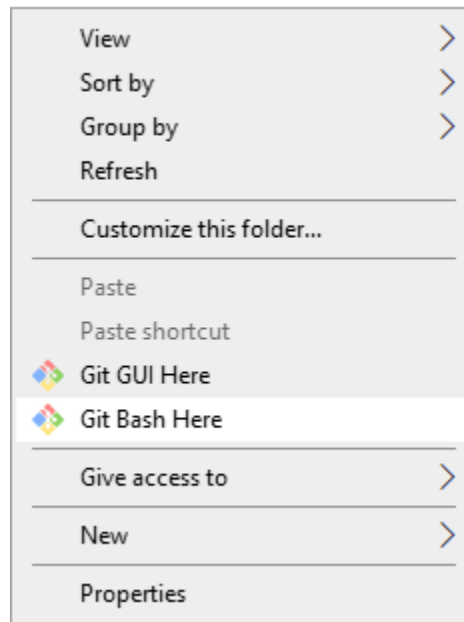 View
Sort by
Group by
Refresh
Customize this folder...
Paste
Paste shortcut
Git GUI Here
Git Bash Here
Give access to
New
Properties